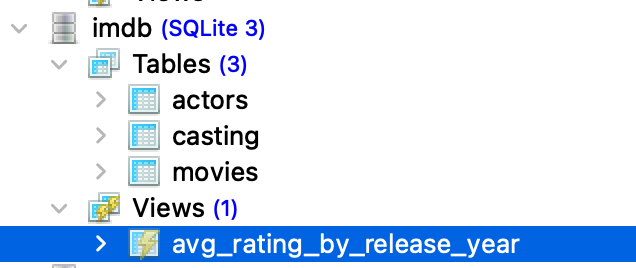 imdb (SQLite 3)
Tables (3)
actors
casting
movies
Views (1)
avg_rating_by_release_year